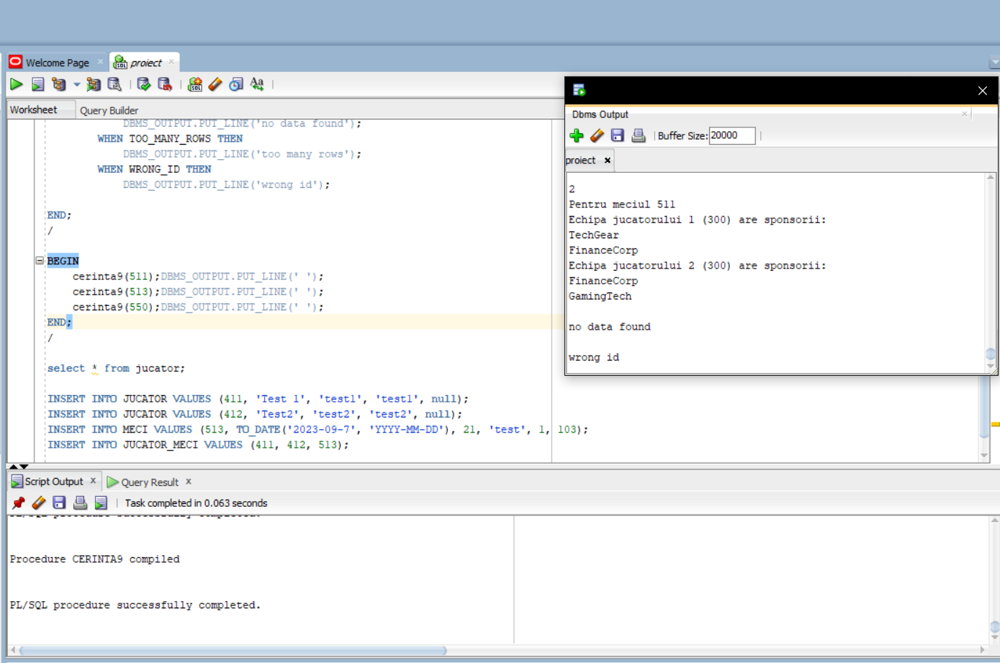 Welcome Page
proiect
Worksheet
Query Builder
DBMS_OUTPUT.PUT_LINE('no data found');
WHEN TOO_MANY_ROWS THEN
DBMS_OUTPUT.PUT_LINE('too many rows');
WHEN WRONG_ID THEN
DBMS_OUTPUT.PUT_LINE('wrong id');
END;
/
BEGIN
cerinta9(511);DBMS_OUTPUT.PUT_LINE(' ');
cerinta9(513);DBMS_OUTPUT.PUT_LINE(' ');
cerinta9(550);DBMS_OUTPUT.PUT_LINE(' ');
END;
/
select * from jucator;
INSERT INTO JUCATOR VALUES (411, 'Test 1', 'test1', 'test1', null);
INSERT INTO JUCATOR VALUES (412, 'Test2', 'test2', 'test2', null);
INSERT INTO MECI VALUES (513, TO_DATE('2023-09-7', 'YYYY-MM-DD'), 21, 'test', 1, 103);
INSERT INTO JUCATOR_MECI VALUES (411, 412, 513);
Dbms Output
Buffer Size: 20000
proiect
2
Pentru meciul 511
Echipa jucatorului 1 (300) are sponsorii:
TechGear
FinanceCorp
Echipa jucatorului 2 (300) are sponsorii:
FinanceCorp
GamingTech
no data found
wrong id
Script Output
Query Result
Task completed in 0.063 seconds
PL/SQL procedure successfully completed.
Procedure CERINTA9 compiled
PL/SQL procedure successfully completed.